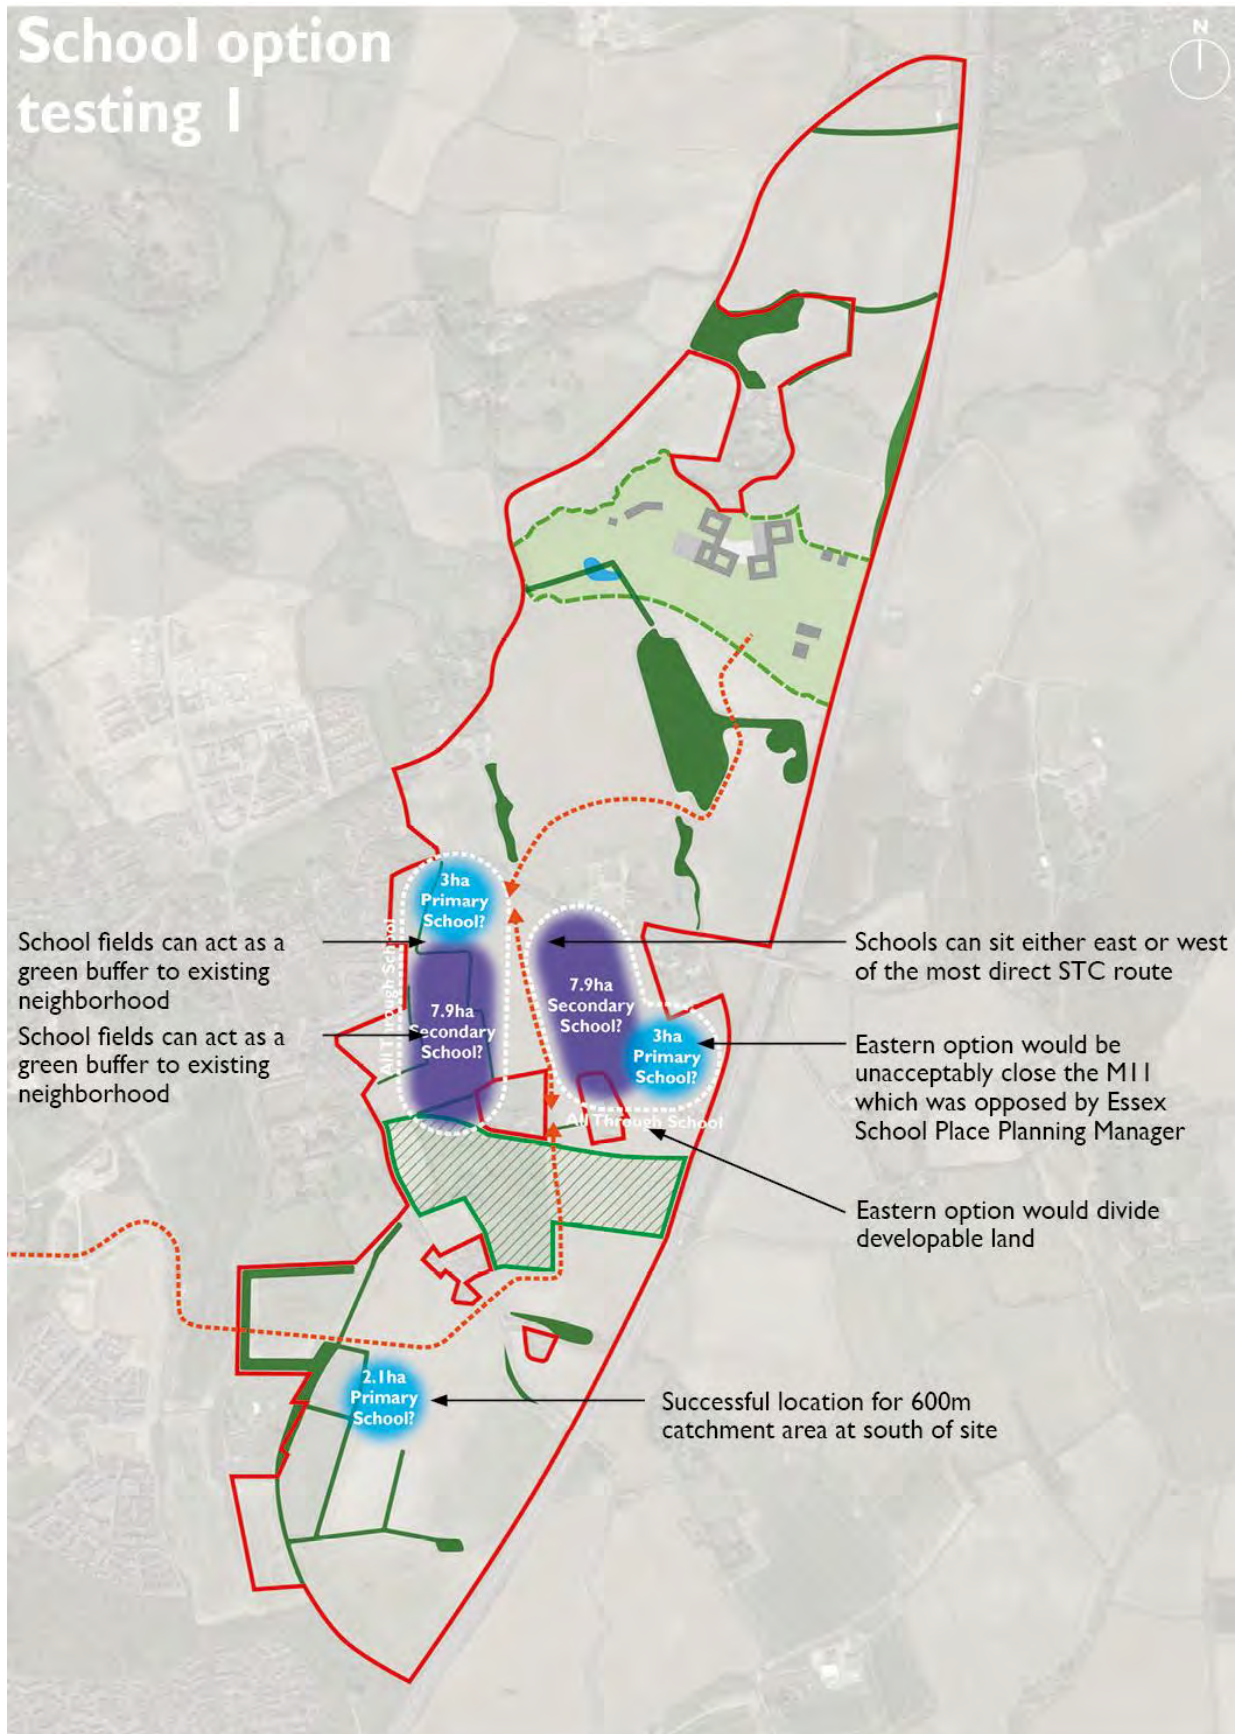 School option
testing 1
N
3ha
Primary
School?
All Through School
7.9ha
Secondary
School?
7.9ha
Secondary
School?
3ha
Primary
School?
All Through School
2.1ha
Primary
School?
School fields can act as a
green buffer to existing
neighborhood
School fields can act as a
green buffer to existing
neighborhood
Schools can sit either east or west
of the most direct STC route
Eastern option would be
unacceptably close the M11
which was opposed by Essex
School Place Planning Manager
Eastern option would divide
developable land
Successful location for 600m
catchment area at south of site